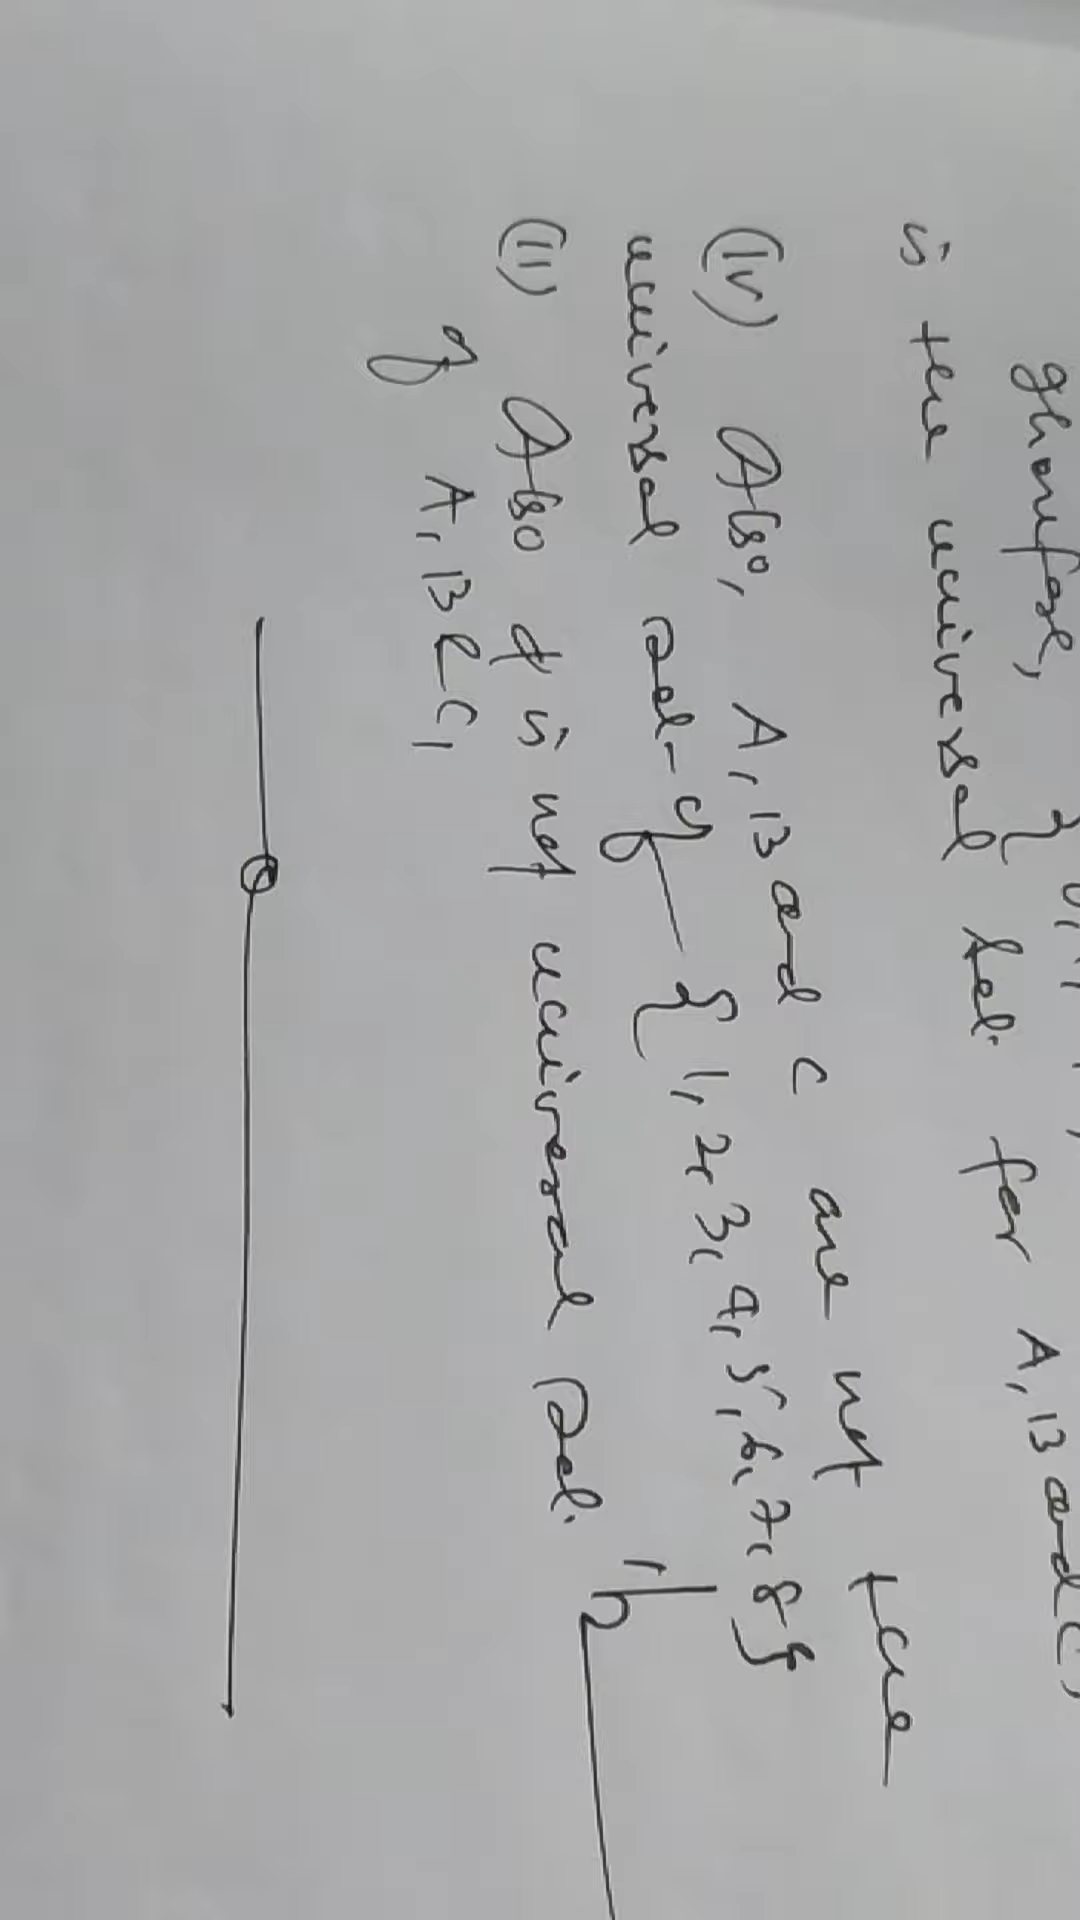 Therefore, {0,1,
is the universal set for A, B and C,
(iv) Also, A, B and C are not the
universal set of {1, 2, 3, 4, 5, 6, 7, 8}
(ii) Also φ is not universal set
of A, B & C,